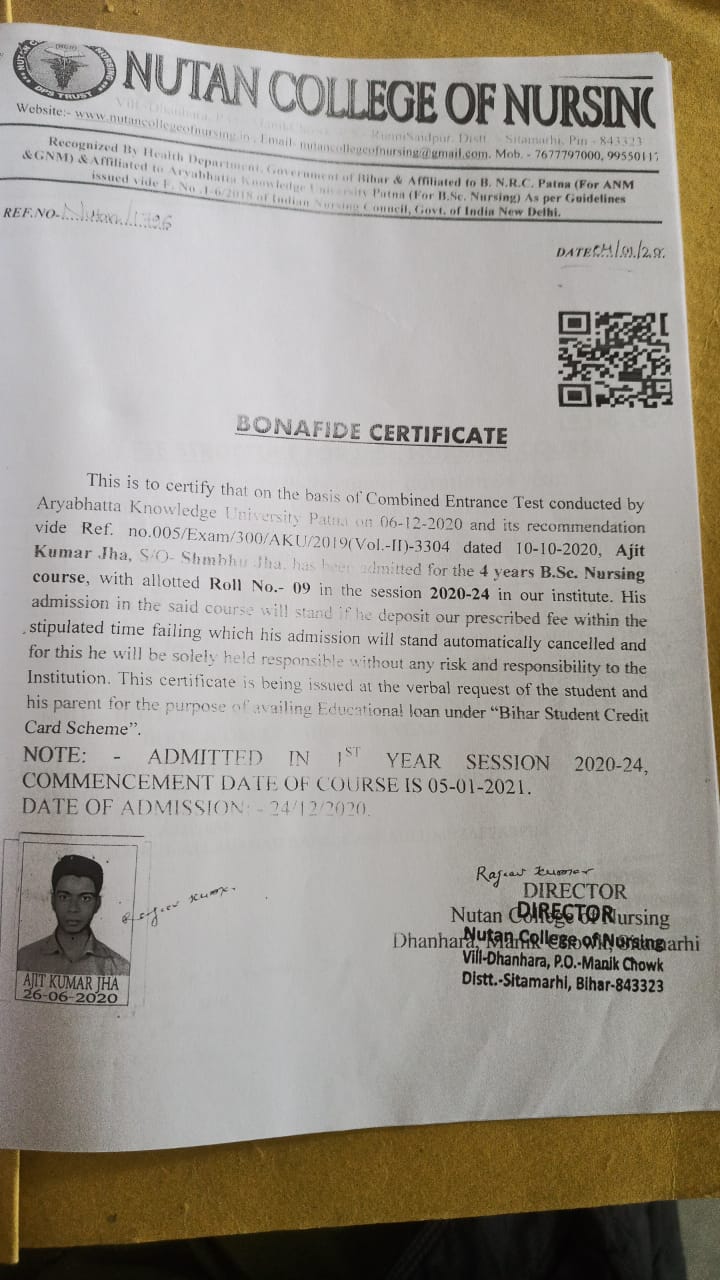 NUTAN COLLEGE OF NURSING
RunniSaidpur, Distt. - Sitamarhi, Pin - 843323
Website:- www.nutancollegeofnursing.in, Email- nutancollegeofnursing@gmail.com, Mob. - 7677797000, 9955011
Recognized By Health Department, Government of Bihar & Affiliated to B. N.R.C. Patna (For ANM
&GNM) & Affiliated to Aryabhatta Knowledge University Patna (For B.Sc. Nursing) As per Guidelines
issued vide F. No .1-6/2018 of Indian Nursing Council, Govt. of India New Delhi.
REF.NO-
DATE
BONAFIDE CERTIFICATE
This is to certify that on the basis of Combined Entrance Test conducted by
Aryabhatta Knowledge University Patna on 06-12-2020 and its recommendation
vide Ref. no.005/Exam/300/AKU/2019(Vol.-II)-3304 dated 10-10-2020, Ajit
Kumar Jha, S/O- Shmbhu Jha, has been admitted for the 4 years B.Sc. Nursing
course, with allotted Roll No.- 09 in the session 2020-24 in our institute. His
admission in the said course will stand if he deposit our prescribed fee within the
stipulated time failing which his admission will stand automatically cancelled and
for this he will be solely held responsible without any risk and responsibility to the
Institution. This certificate is being issued at the verbal request of the student and
his parent for the purpose of availing Educational loan under “Bihar Student Credit
Card Scheme”.
NOTE: - ADMITTED IN 1ST YEAR SESSION 2020-24,
COMMENCEMENT DATE OF COURSE IS 05-01-2021.
DATE OF ADMISSION: - 24/12/2020.
Rajeev Kumar
Rajeev Kumar
DIRECTOR
Nutan College of Nursing
Dhanhara, Manik Chowk, Sitamarhi
DIRECTOR
Nutan College of Nursing
Vill-Dhanhara, P.O.-Manik Chowk
Distt.-Sitamarhi, Bihar-843323
AJIT KUMAR JHA
26-06-2020